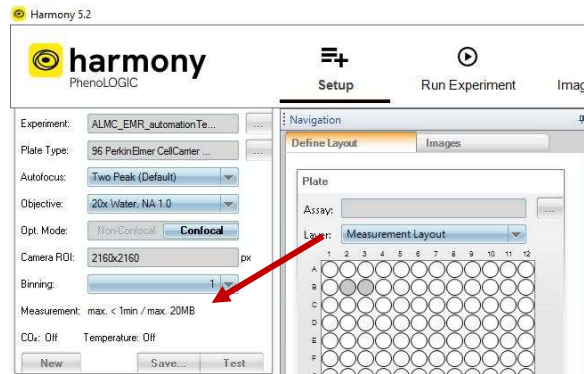 Harmony 5.2
harmony
PhenoLOGIC
Setup
Run Experiment
Imag
Experiment: ALMC_EMR_automationTe... ...
Plate Type: 96 PerkinElmer CellCarrier ... ...
Autofocus: Two Peak (Default)
Objective: 20x Water, NA 1.0
Opt. Mode: Non-Confocal Confocal
Camera ROI: 2160x2160 px
Binning: 1
Measurement: max. < 1min / max. 20MB
CO₂: Off Temperature: Off
New Save... Test
Navigation
Define Layout Images
Plate
Assay: ...
Layer: Measurement Layout
1 2 3 4 5 6 7 8 9 10 11 12
A
B
C
D
E
F